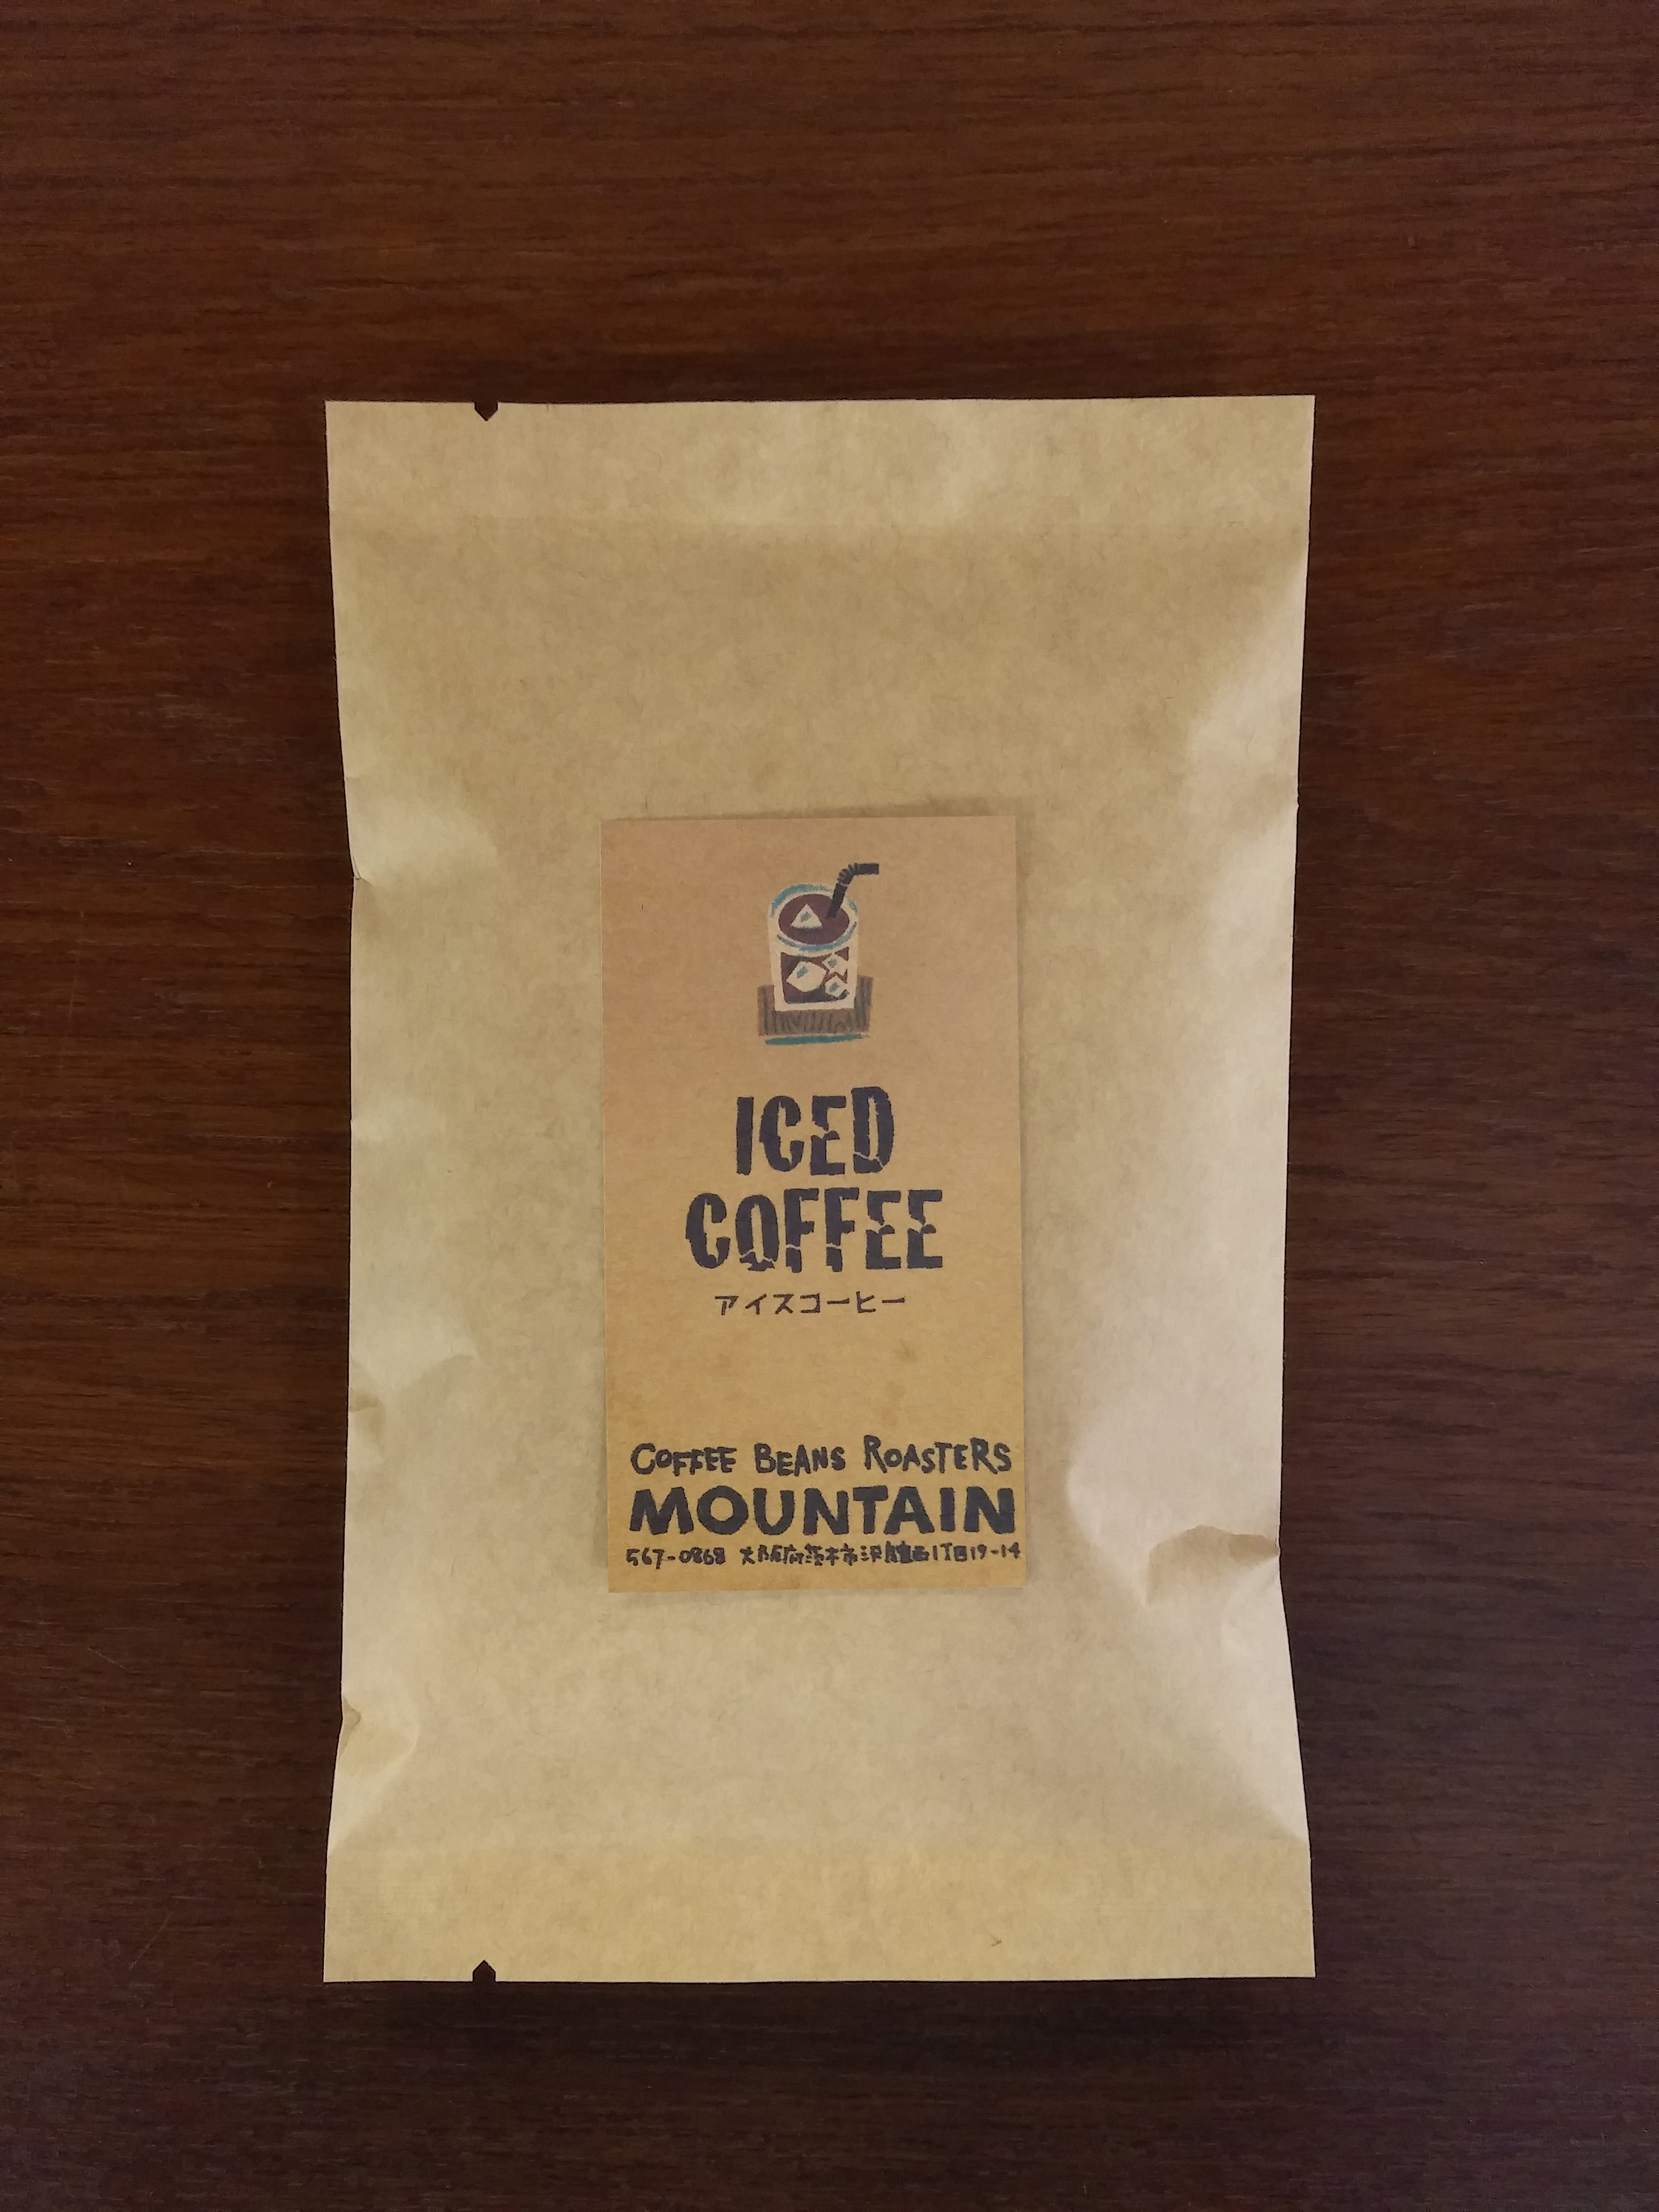 ICED
COFFEE
アイスコーヒー
COFFEE BEANS ROASTERS
MOUNTAIN
567-0868 大阪府茨木市沢良宜西1丁目19-14